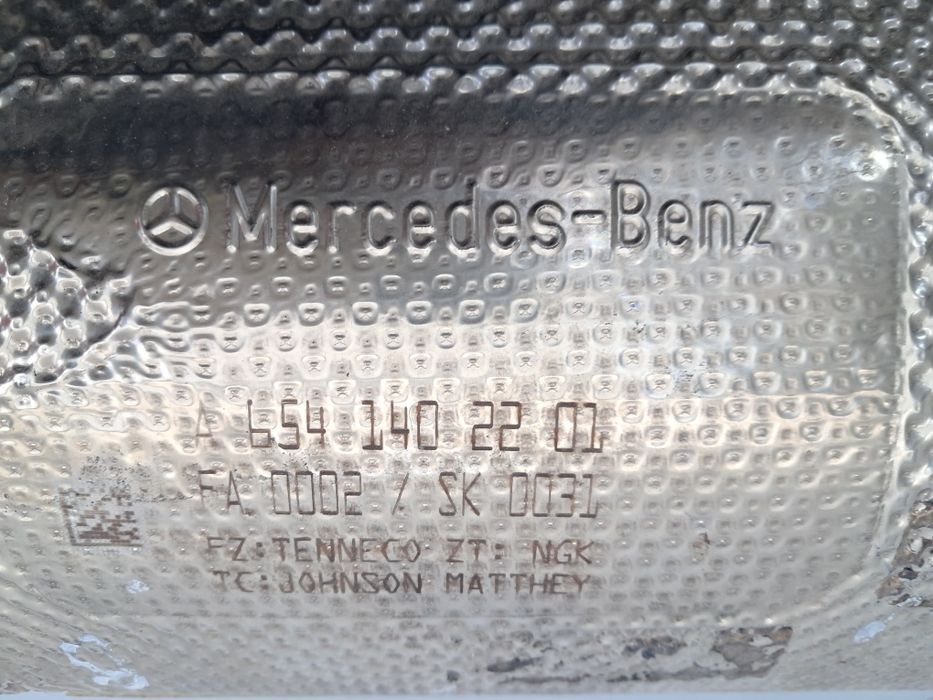 Mercedes-Benz
A 654 140 22 01
FA 0002 / SK 0031
FZ:TENNECO ZT: NGK
TC:JOHNSON MATTHEY